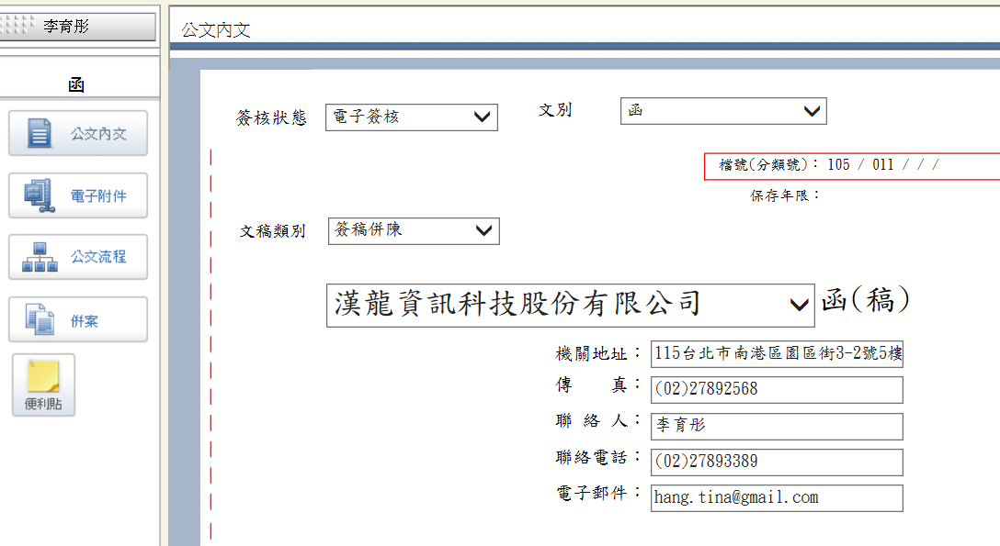 李育彤
函
公文內文
電子附件
公文流程
併案
便利貼
公文內文
簽核狀態 電子簽核 文別 函
檔號(分類號)： 105 / 011 / / /
保存年限：
文稿類別 簽稿併陳
漢龍資訊科技股份有限公司 函(稿)
機關地址： 115台北市南港區園區街3-2號5樓
傳 真： (02)27892568
聯 絡 人： 李育彤
聯絡電話： (02)27893389
電子郵件： hang.tina@gmail.com